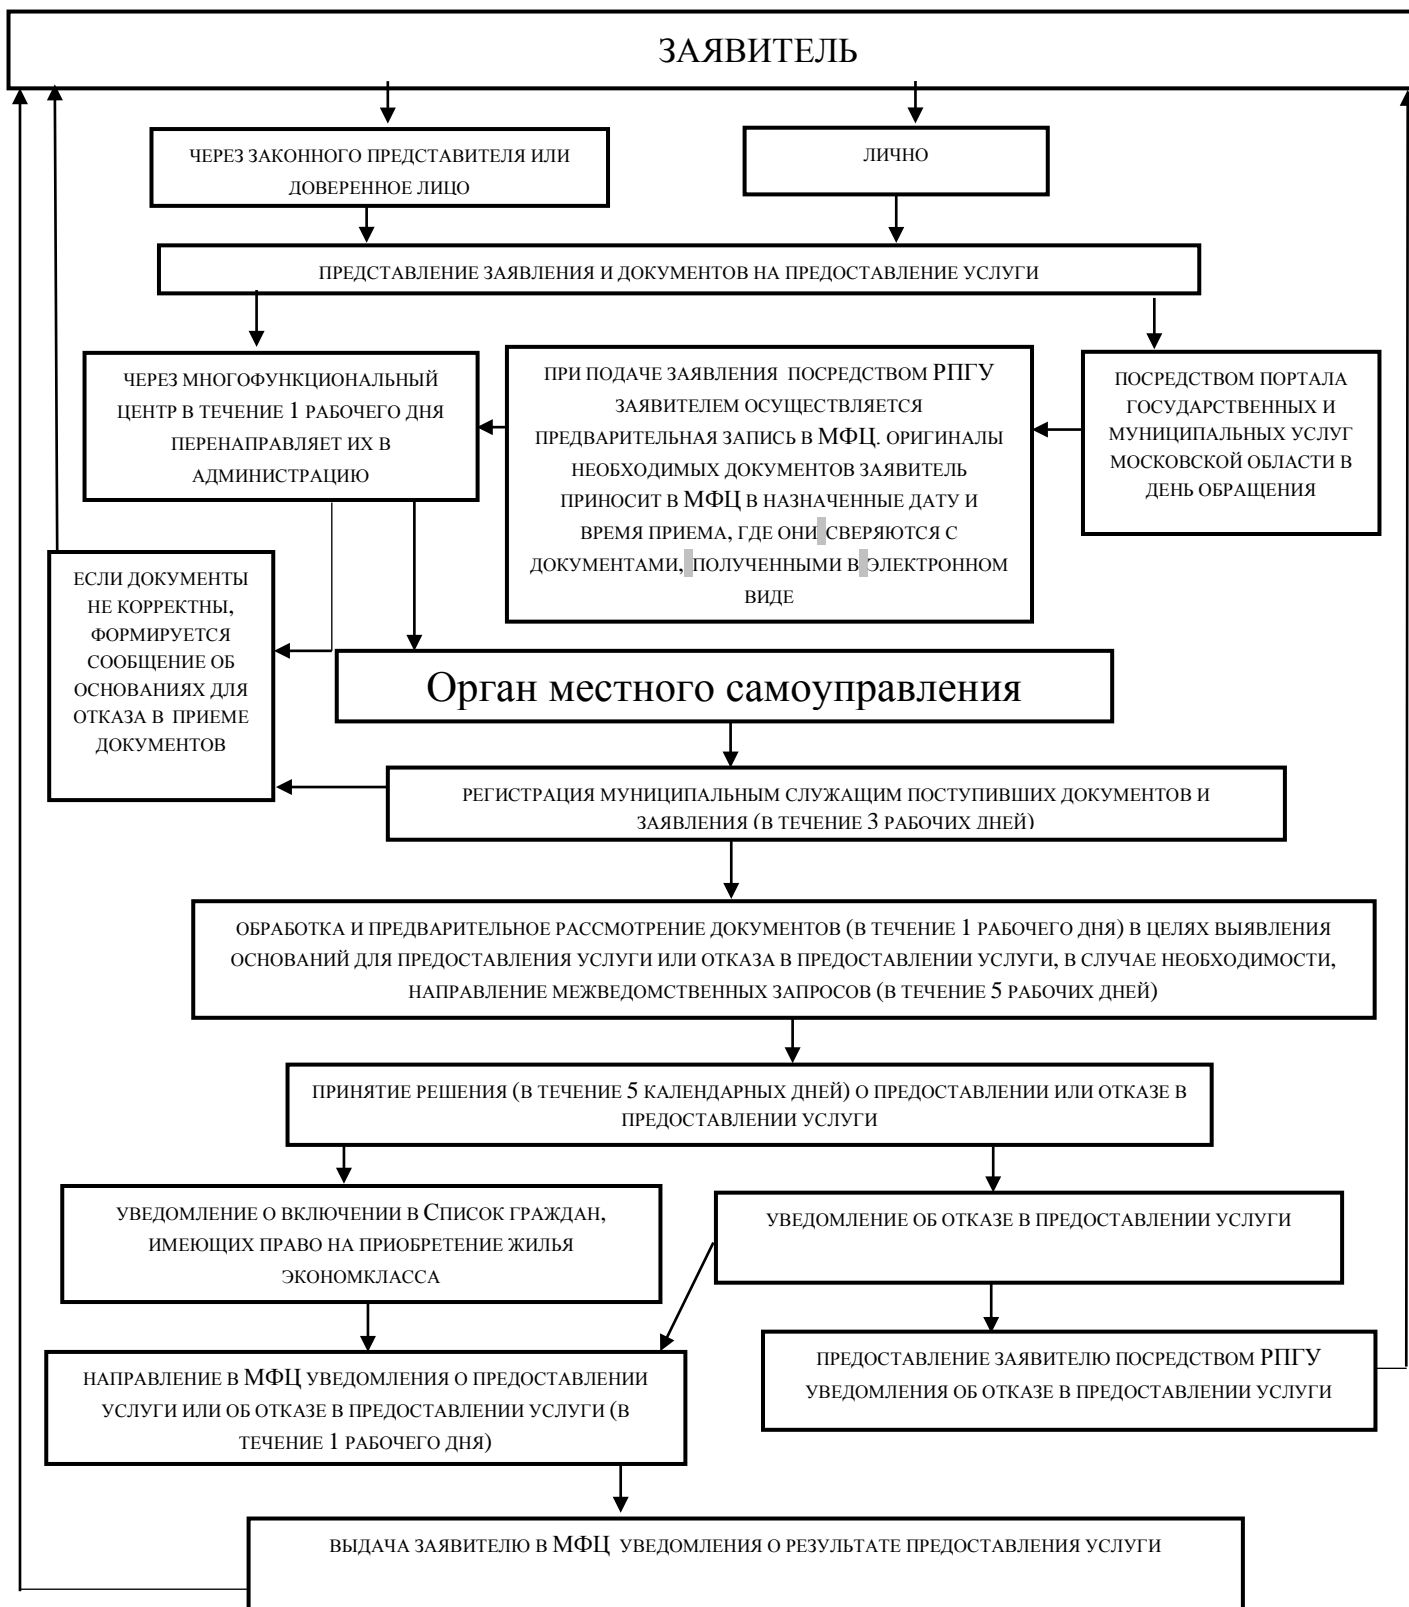 ЗАЯВИТЕЛЬ
ЧЕРЕЗ ЗАКОННОГО ПРЕДСТАВИТЕЛЯ ИЛИ
ДОВЕРЕННОЕ ЛИЦО
ЛИЧНО
ПРЕДСТАВЛЕНИЕ ЗАЯВЛЕНИЯ И ДОКУМЕНТОВ НА ПРЕДОСТАВЛЕНИЕ УСЛУГИ
ЧЕРЕЗ МНОГОФУНКЦИОНАЛЬНЫЙ
ЦЕНТР В ТЕЧЕНИЕ 1 РАБОЧЕГО ДНЯ
ПЕРЕНАПРАВЛЯЕТ ИХ В
АДМИНИСТРАЦИЮ
ПРИ ПОДАЧЕ ЗАЯВЛЕНИЯ ПОСРЕДСТВОМ РПГУ
ЗАЯВИТЕЛЕМ ОСУЩЕСТВЛЯЕТСЯ
ПРЕДВАРИТЕЛЬНАЯ ЗАПИСЬ В МФЦ. ОРИГИНАЛЫ
НЕОБХОДИМЫХ ДОКУМЕНТОВ ЗАЯВИТЕЛЬ
ПРИНОСИТ В МФЦ В НАЗНАЧЕННЫЕ ДАТУ И
ВРЕМЯ ПРИЕМА, ГДЕ ОНИ СВЕРЯЮТСЯ С
ДОКУМЕНТАМИ, ПОЛУЧЕННЫМИ В ЭЛЕКТРОННОМ
ВИДЕ
ПОСРЕДСТВОМ ПОРТАЛА
ГОСУДАРСТВЕННЫХ И
МУНИЦИПАЛЬНЫХ УСЛУГ
МОСКОВСКОЙ ОБЛАСТИ В
ДЕНЬ ОБРАЩЕНИЯ
ЕСЛИ ДОКУМЕНТЫ
НЕ КОРРЕКТНЫ,
ФОРМИРУЕТСЯ
СООБЩЕНИЕ ОБ
ОСНОВАНИЯХ ДЛЯ
ОТКАЗА В ПРИЕМЕ
ДОКУМЕНТОВ
Орган местного самоуправления
РЕГИСТРАЦИЯ МУНИЦИПАЛЬНЫМ СЛУЖАЩИМ ПОСТУПИВШИХ ДОКУМЕНТОВ И
ЗАЯВЛЕНИЯ (В ТЕЧЕНИЕ 3 РАБОЧИХ ДНЕЙ)
ОБРАБОТКА И ПРЕДВАРИТЕЛЬНОЕ РАССМОТРЕНИЕ ДОКУМЕНТОВ (В ТЕЧЕНИЕ 1 РАБОЧЕГО ДНЯ) В ЦЕЛЯХ ВЫЯВЛЕНИЯ
ОСНОВАНИЙ ДЛЯ ПРЕДОСТАВЛЕНИЯ УСЛУГИ ИЛИ ОТКАЗА В ПРЕДОСТАВЛЕНИИ УСЛУГИ, В СЛУЧАЕ НЕОБХОДИМОСТИ,
НАПРАВЛЕНИЕ МЕЖВЕДОМСТВЕННЫХ ЗАПРОСОВ (В ТЕЧЕНИЕ 5 РАБОЧИХ ДНЕЙ)
ПРИНЯТИЕ РЕШЕНИЯ (В ТЕЧЕНИЕ 5 КАЛЕНДАРНЫХ ДНЕЙ) О ПРЕДОСТАВЛЕНИИ ИЛИ ОТКАЗЕ В
ПРЕДОСТАВЛЕНИИ УСЛУГИ
УВЕДОМЛЕНИЕ О ВКЛЮЧЕНИИ В СПИСОК ГРАЖДАН,
ИМЕЮЩИХ ПРАВО НА ПРИОБРЕТЕНИЕ ЖИЛЬЯ
ЭКОНОМКЛАССА
УВЕДОМЛЕНИЕ ОБ ОТКАЗЕ В ПРЕДОСТАВЛЕНИИ УСЛУГИ
НАПРАВЛЕНИЕ В МФЦ УВЕДОМЛЕНИЯ О ПРЕДОСТАВЛЕНИИ
УСЛУГИ ИЛИ ОБ ОТКАЗЕ В ПРЕДОСТАВЛЕНИИ УСЛУГИ (В
ТЕЧЕНИЕ 1 РАБОЧЕГО ДНЯ)
ПРЕДОСТАВЛЕНИЕ ЗАЯВИТЕЛЮ ПОСРЕДСТВОМ РПГУ
УВЕДОМЛЕНИЯ ОБ ОТКАЗЕ В ПРЕДОСТАВЛЕНИИ УСЛУГИ
ВЫДАЧА ЗАЯВИТЕЛЮ В МФЦ УВЕДОМЛЕНИЯ О РЕЗУЛЬТАТЕ ПРЕДОСТАВЛЕНИЯ УСЛУГИ